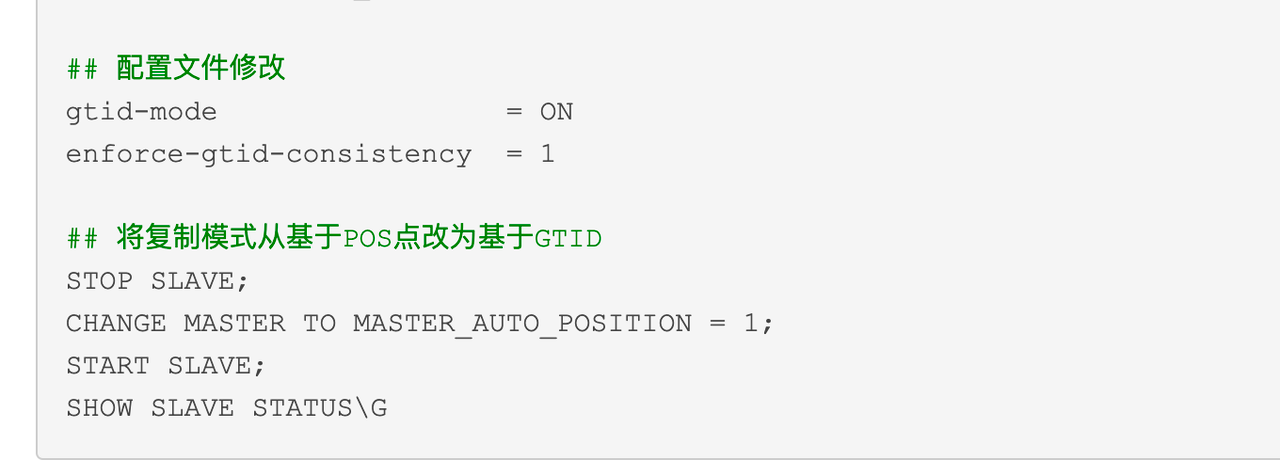 ## 配置文件修改
gtid-mode                 = ON
enforce-gtid-consistency  = 1
## 将复制模式从基于POS点改为基于GTID
STOP SLAVE;
CHANGE MASTER TO MASTER_AUTO_POSITION = 1;
START SLAVE;
SHOW SLAVE STATUS\G